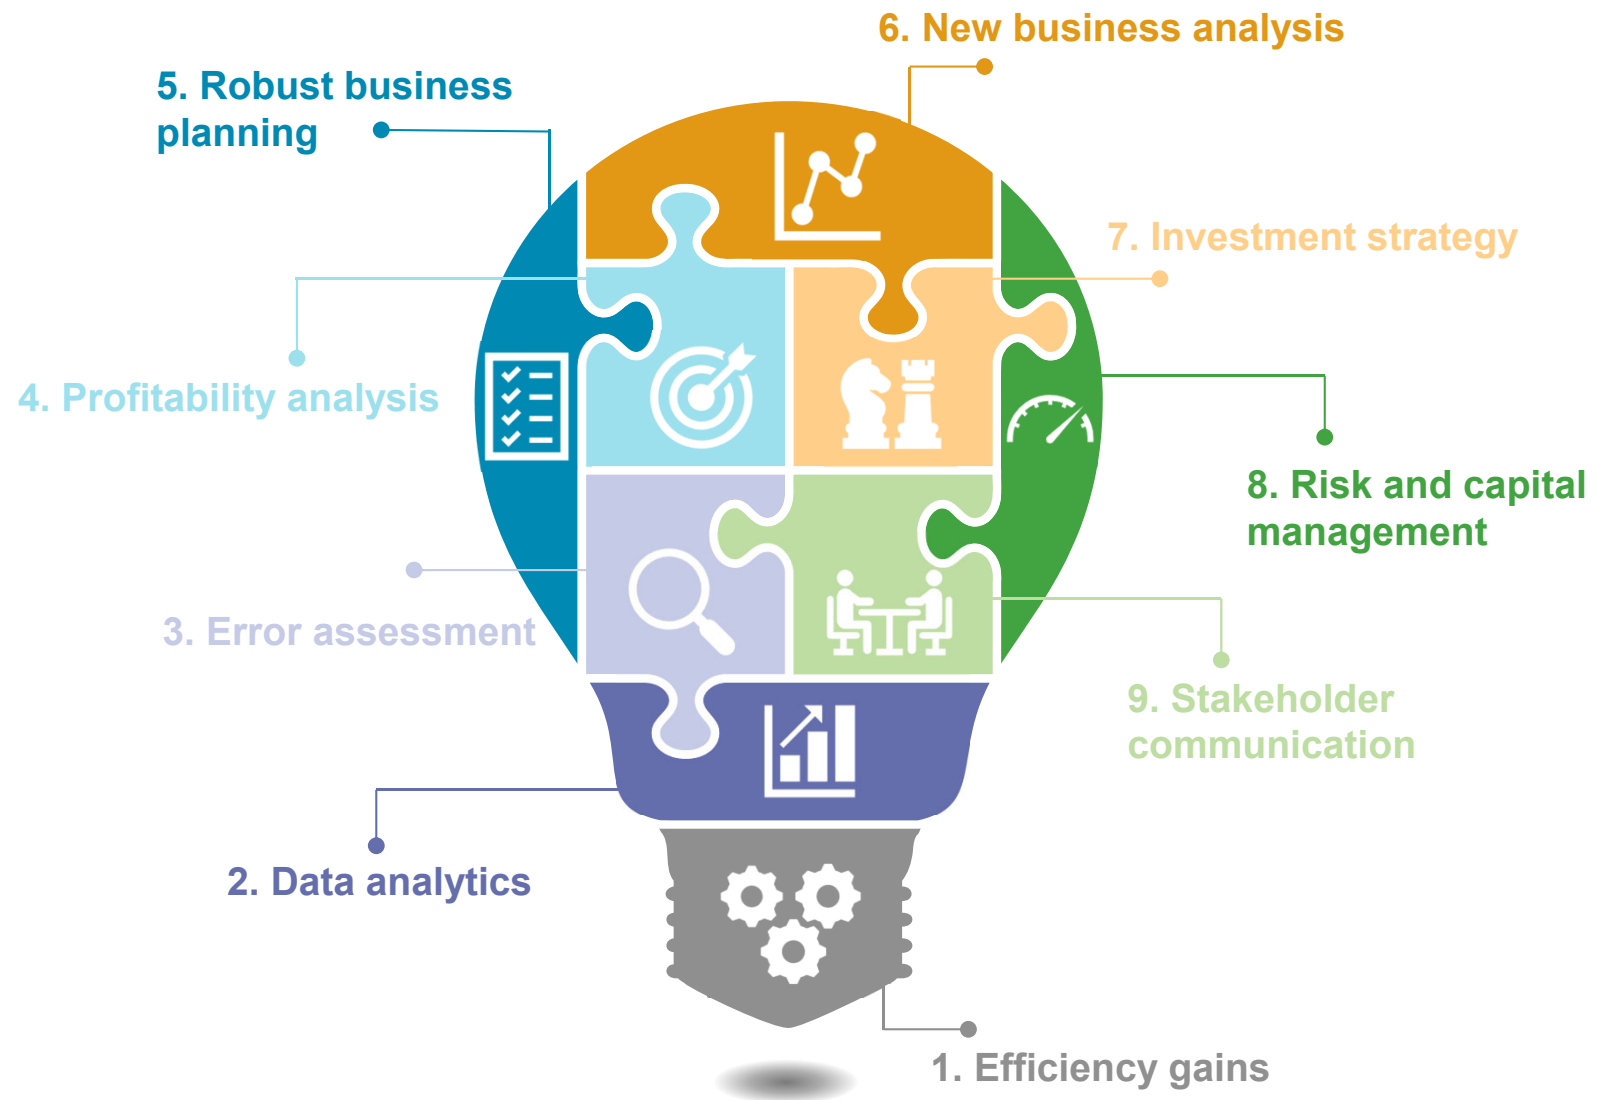 6. New business analysis
5. Robust business
planning
7. Investment strategy
4. Profitability analysis
8. Risk and capital
management
3. Error assessment
9. Stakeholder
communication
2. Data analytics
1. Efficiency gains